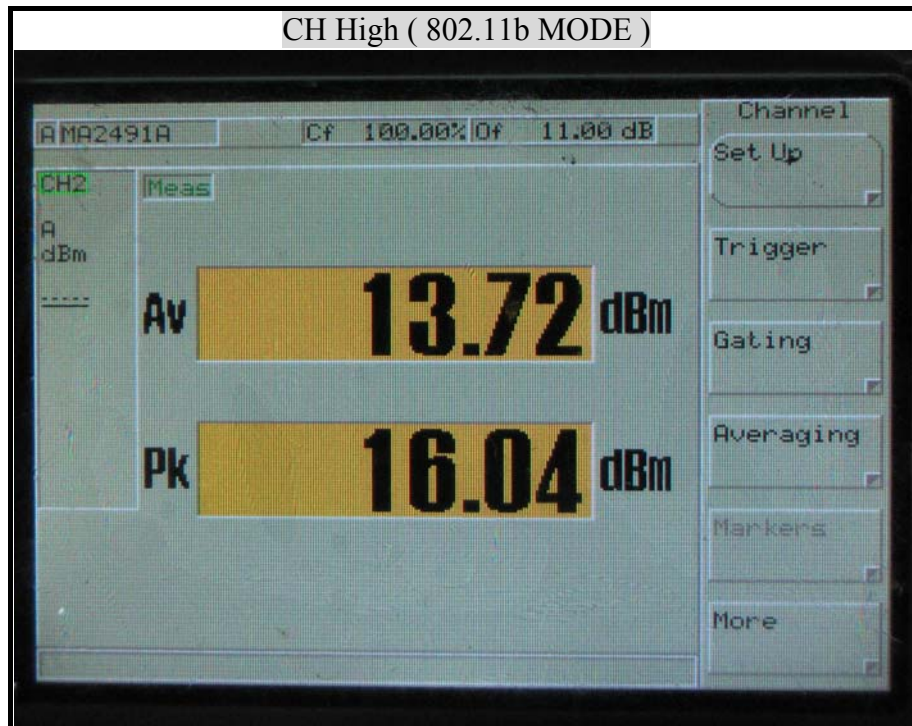 CH High ( 802.11b MODE )
A MA2491A Cf 100.00% Of 11.00 dB
CH2
A
dBm
-----
Meas
Av 13.72 dBm
Pk 16.04 dBm
Channel
Set Up
Trigger
Gating
Averaging
Markers
More